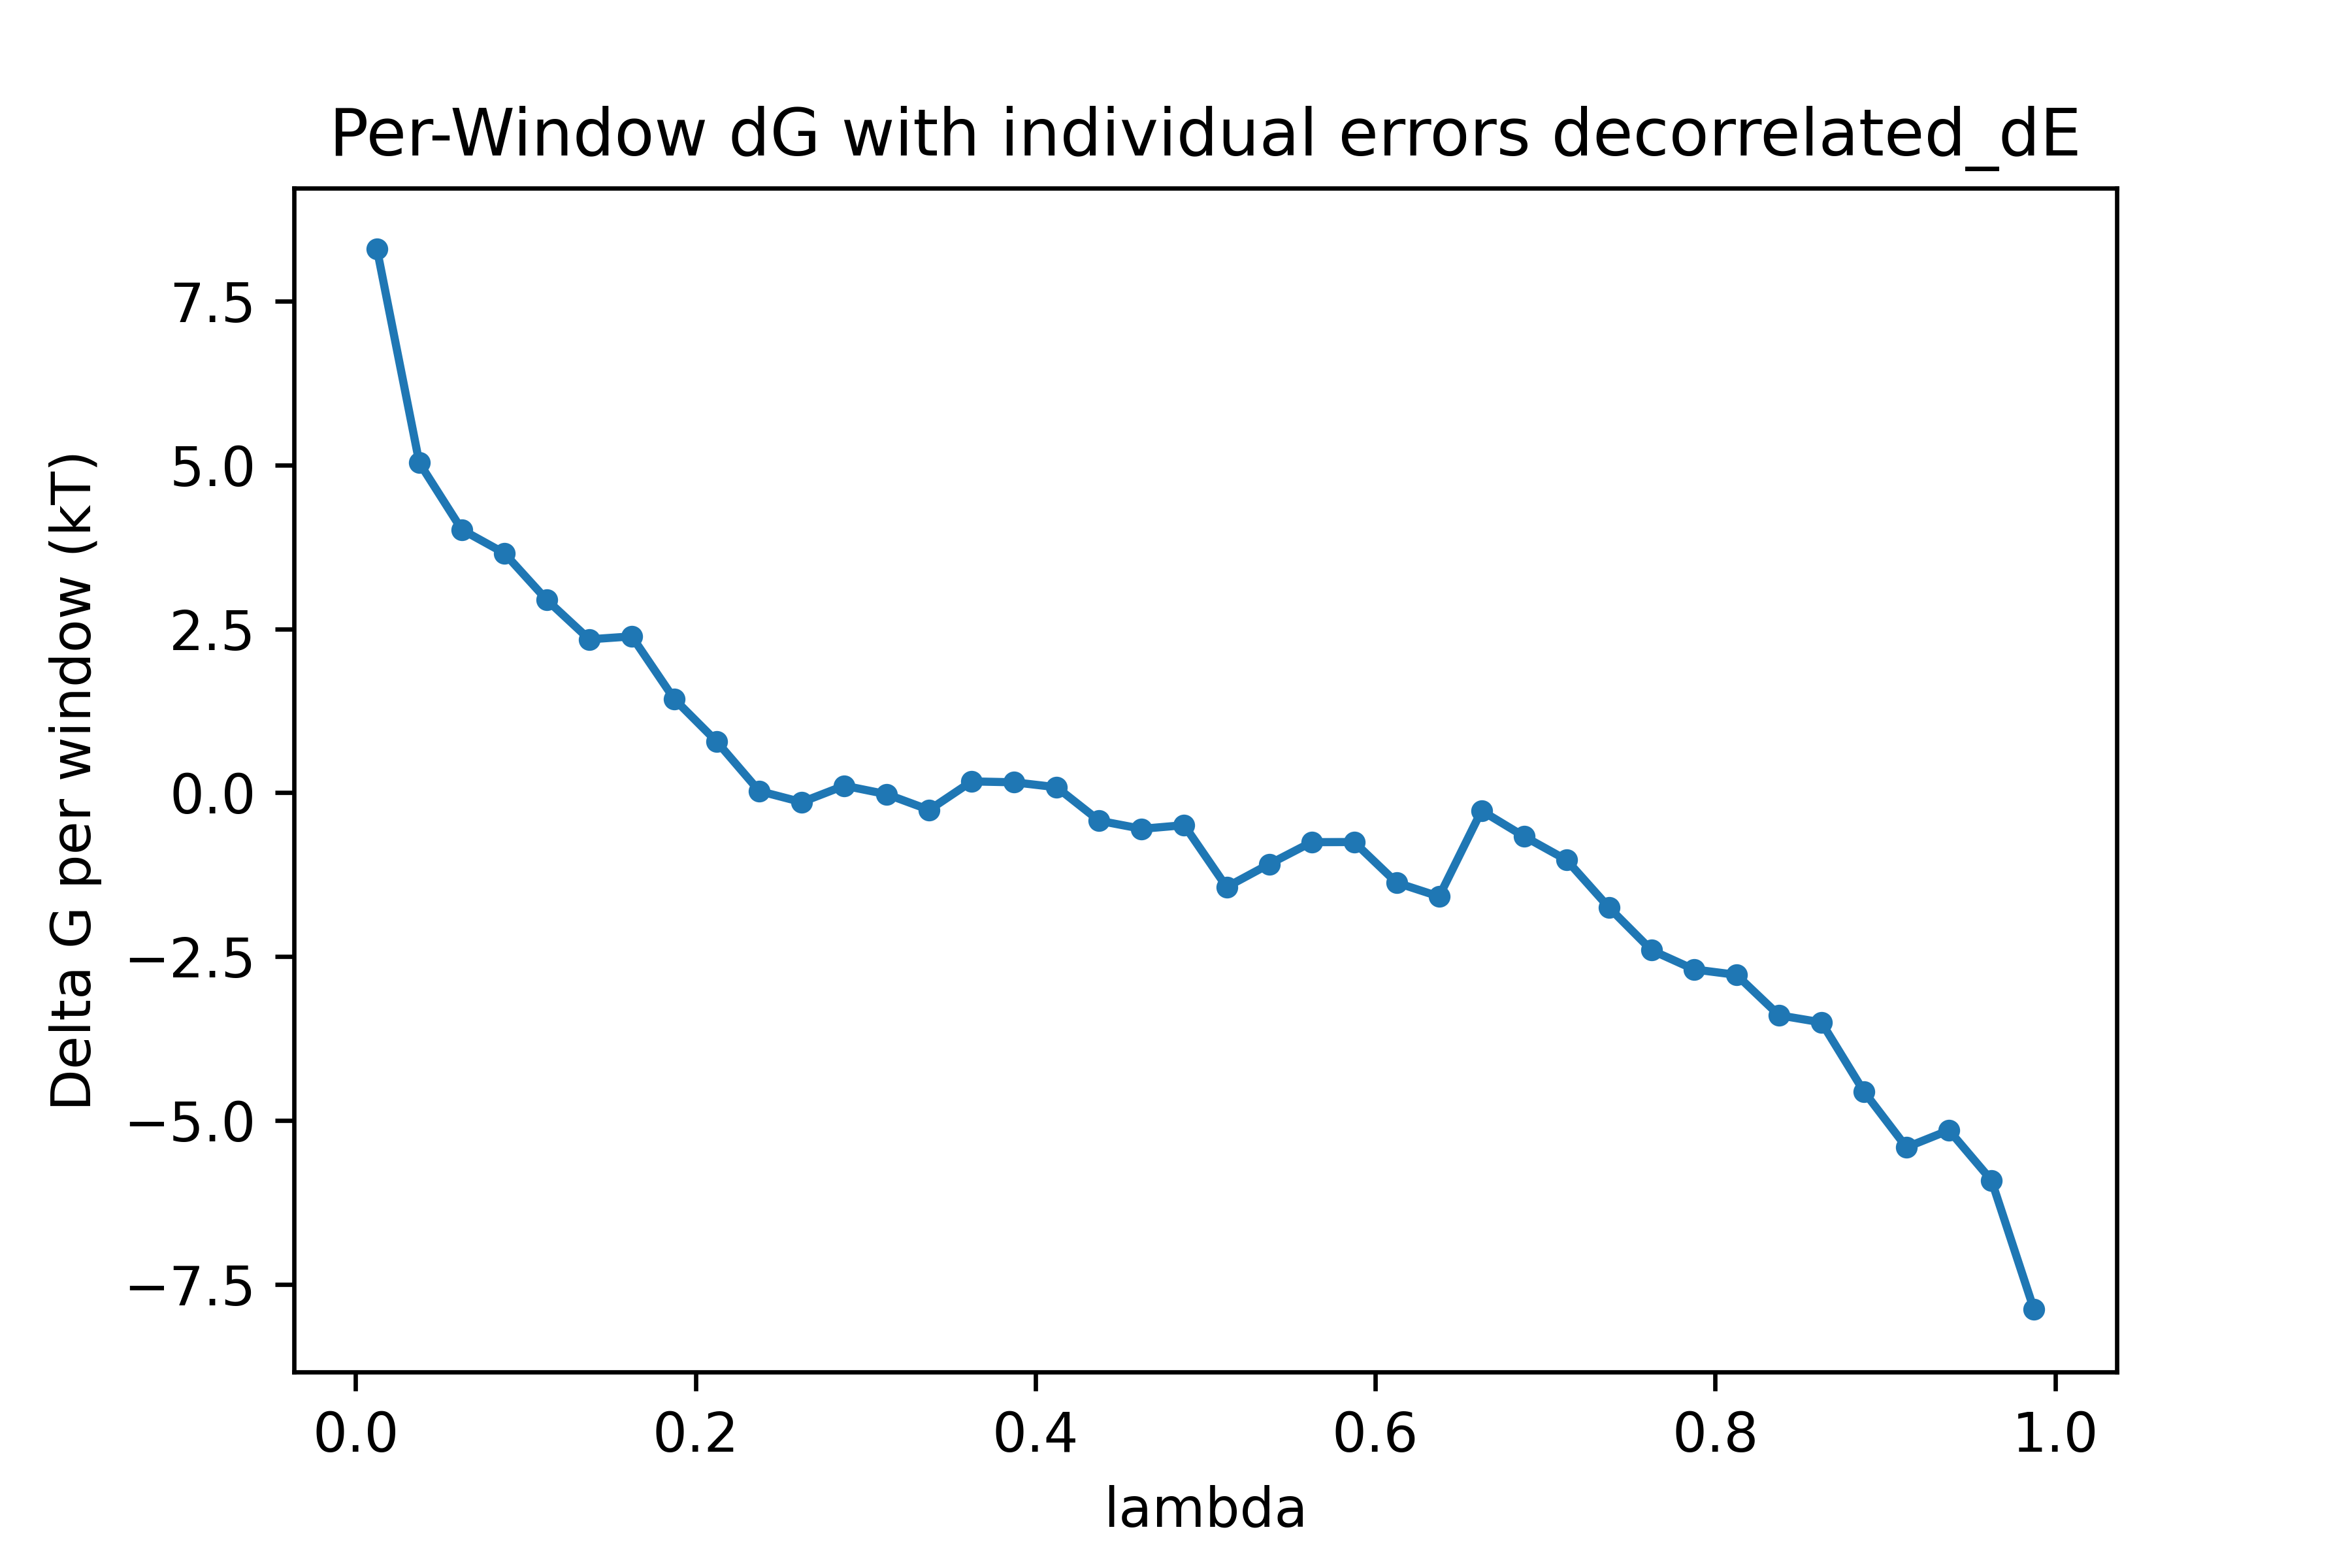 Per-Window dG with individual errors decorrelated_dE
7.5
5.0
2.5
0.0
−2.5
−5.0
−7.5
Delta G per window (kT)
0.0 0.2 0.4 0.6 0.8 1.0
lambda